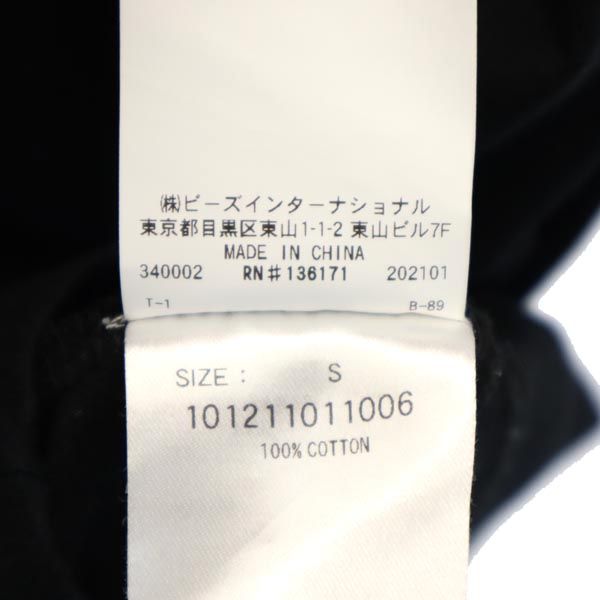 (株)ビーズインターナショナル
東京都目黒区東山1-1-2 東山ビル7F
MADE IN CHINA
340002 RN#136171 202101
T-1 B-89
SIZE: S
101211011006
100% COTTON